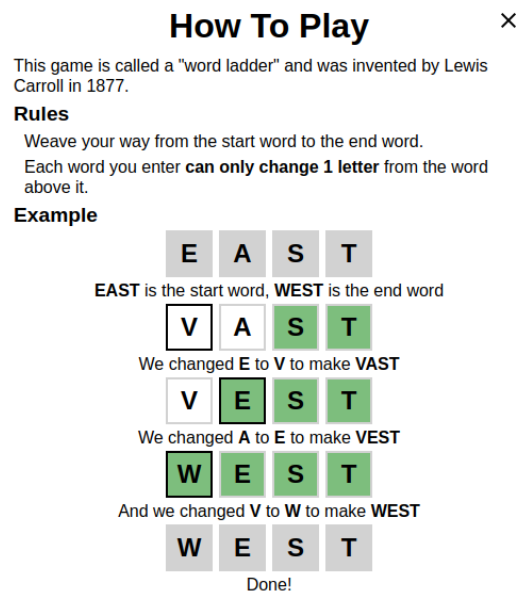 How To Play
×
This game is called a "word ladder" and was invented by Lewis
Carroll in 1877.
Rules
Weave your way from the start word to the end word.
Each word you enter can only change 1 letter from the word
above it.
Example
E A S T
EAST is the start word, WEST is the end word
V A S T
We changed E to V to make VAST
V E S T
We changed A to E to make VEST
W E S T
And we changed V to W to make WEST
W E S T
Done!